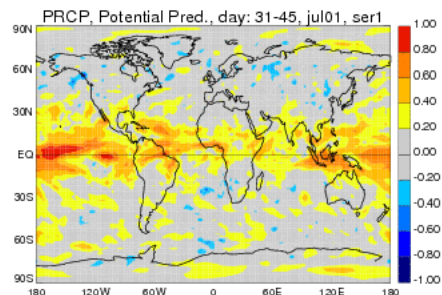 PRCP, Potential Pred., day: 31-45, jul01, ser1
90N
60N
30N
EQ
30S
60S
90S
180
120W
60W
0
60E
120E
180
1.00
0.80
0.60
0.40
0.20
0.00
-0.20
-0.40
-0.60
-0.80
-1.00